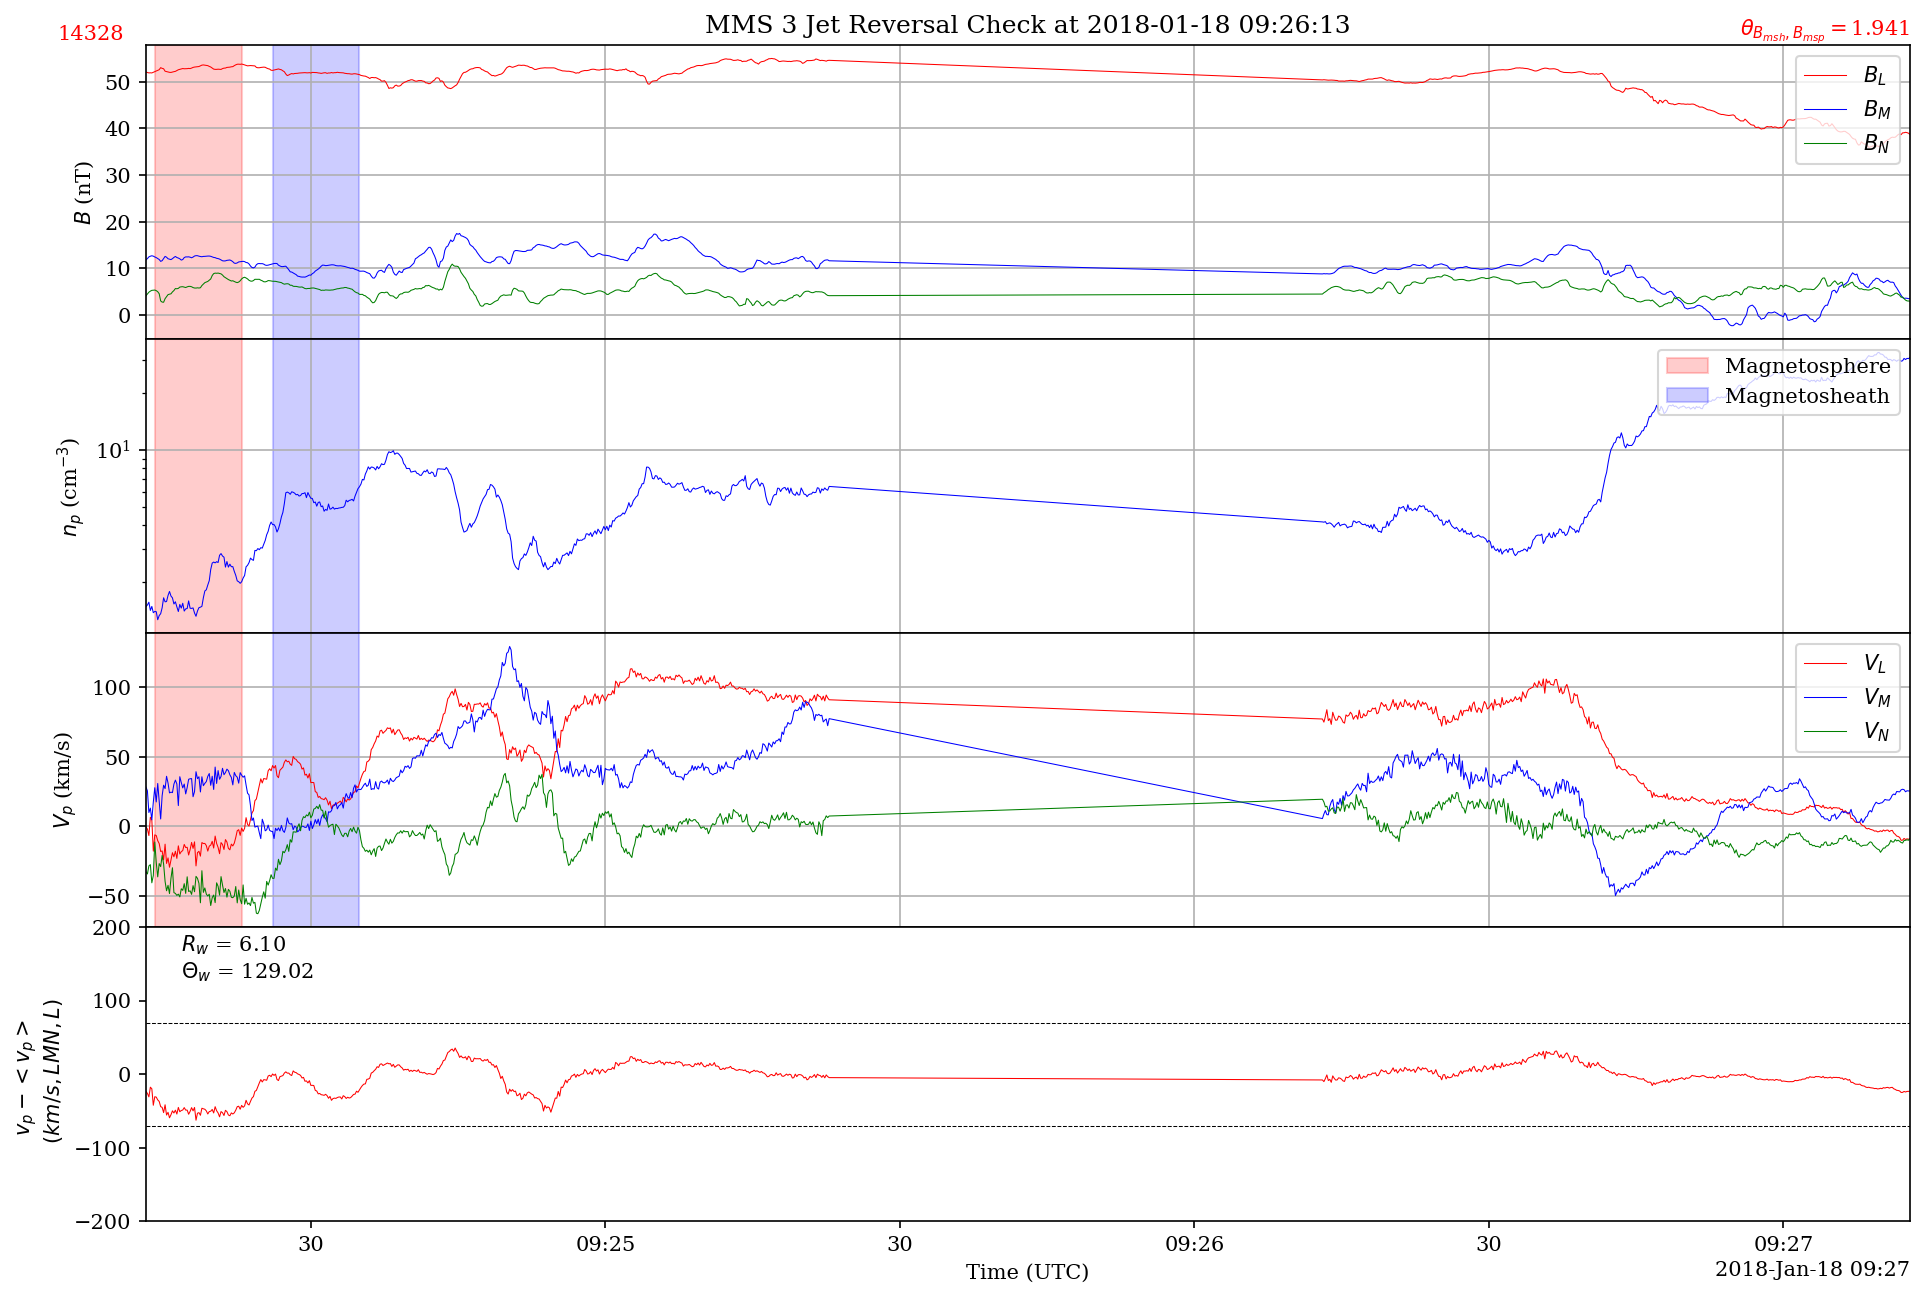 MMS 3 Jet Reversal Check at 2018-01-18 09:26:13
14328
θ_{B_{msh}, B_{msp}} = 1.941
B (nT)
50
40
30
20
10
0
B_L
B_M
B_N
n_p (cm^{-3})
10^1
Magnetosphere
Magnetosheath
V_p (km/s)
100
50
0
−50
V_L
V_M
V_N
v_p − < v_p >
(km/s, LMN, L)
200
100
0
−100
−200
R_w = 6.10
Θ_w = 129.02
30
09:25
30
09:26
30
09:27
Time (UTC)
2018-Jan-18 09:27